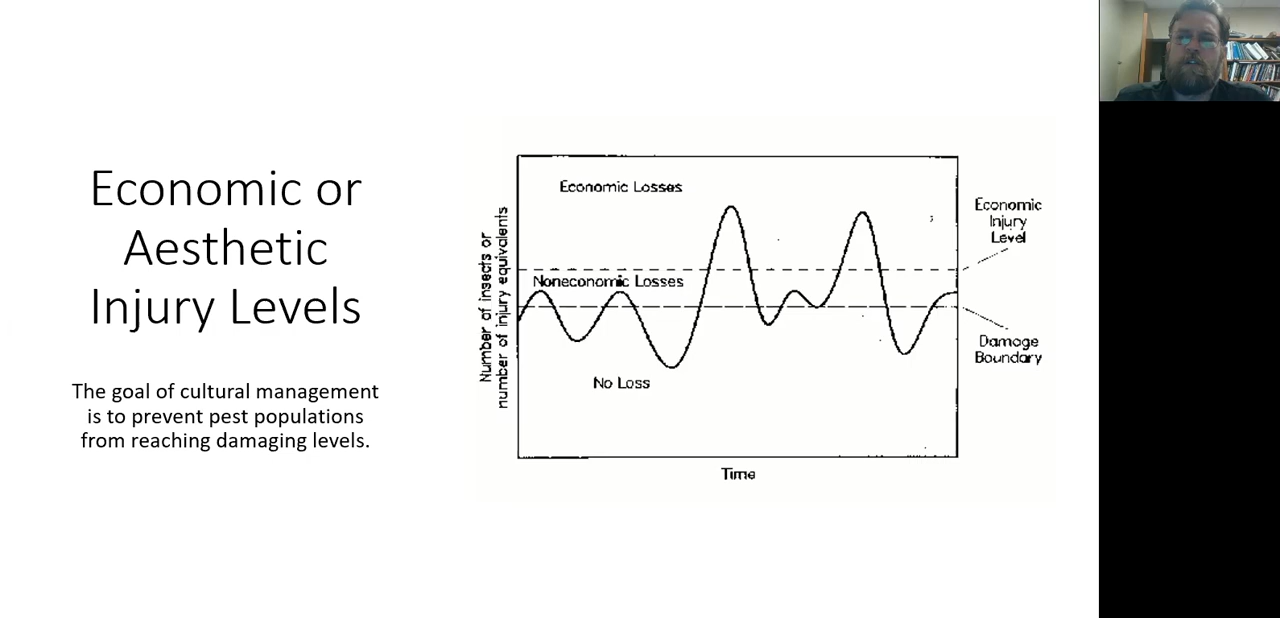 Economic or
Aesthetic
Injury Levels
The goal of cultural management
is to prevent pest populations
from reaching damaging levels.
Number of insects or
number of injury equivalents
Economic Losses
Noneconomic Losses
No Loss
Time
Economic
Injury
Level
Damage
Boundary